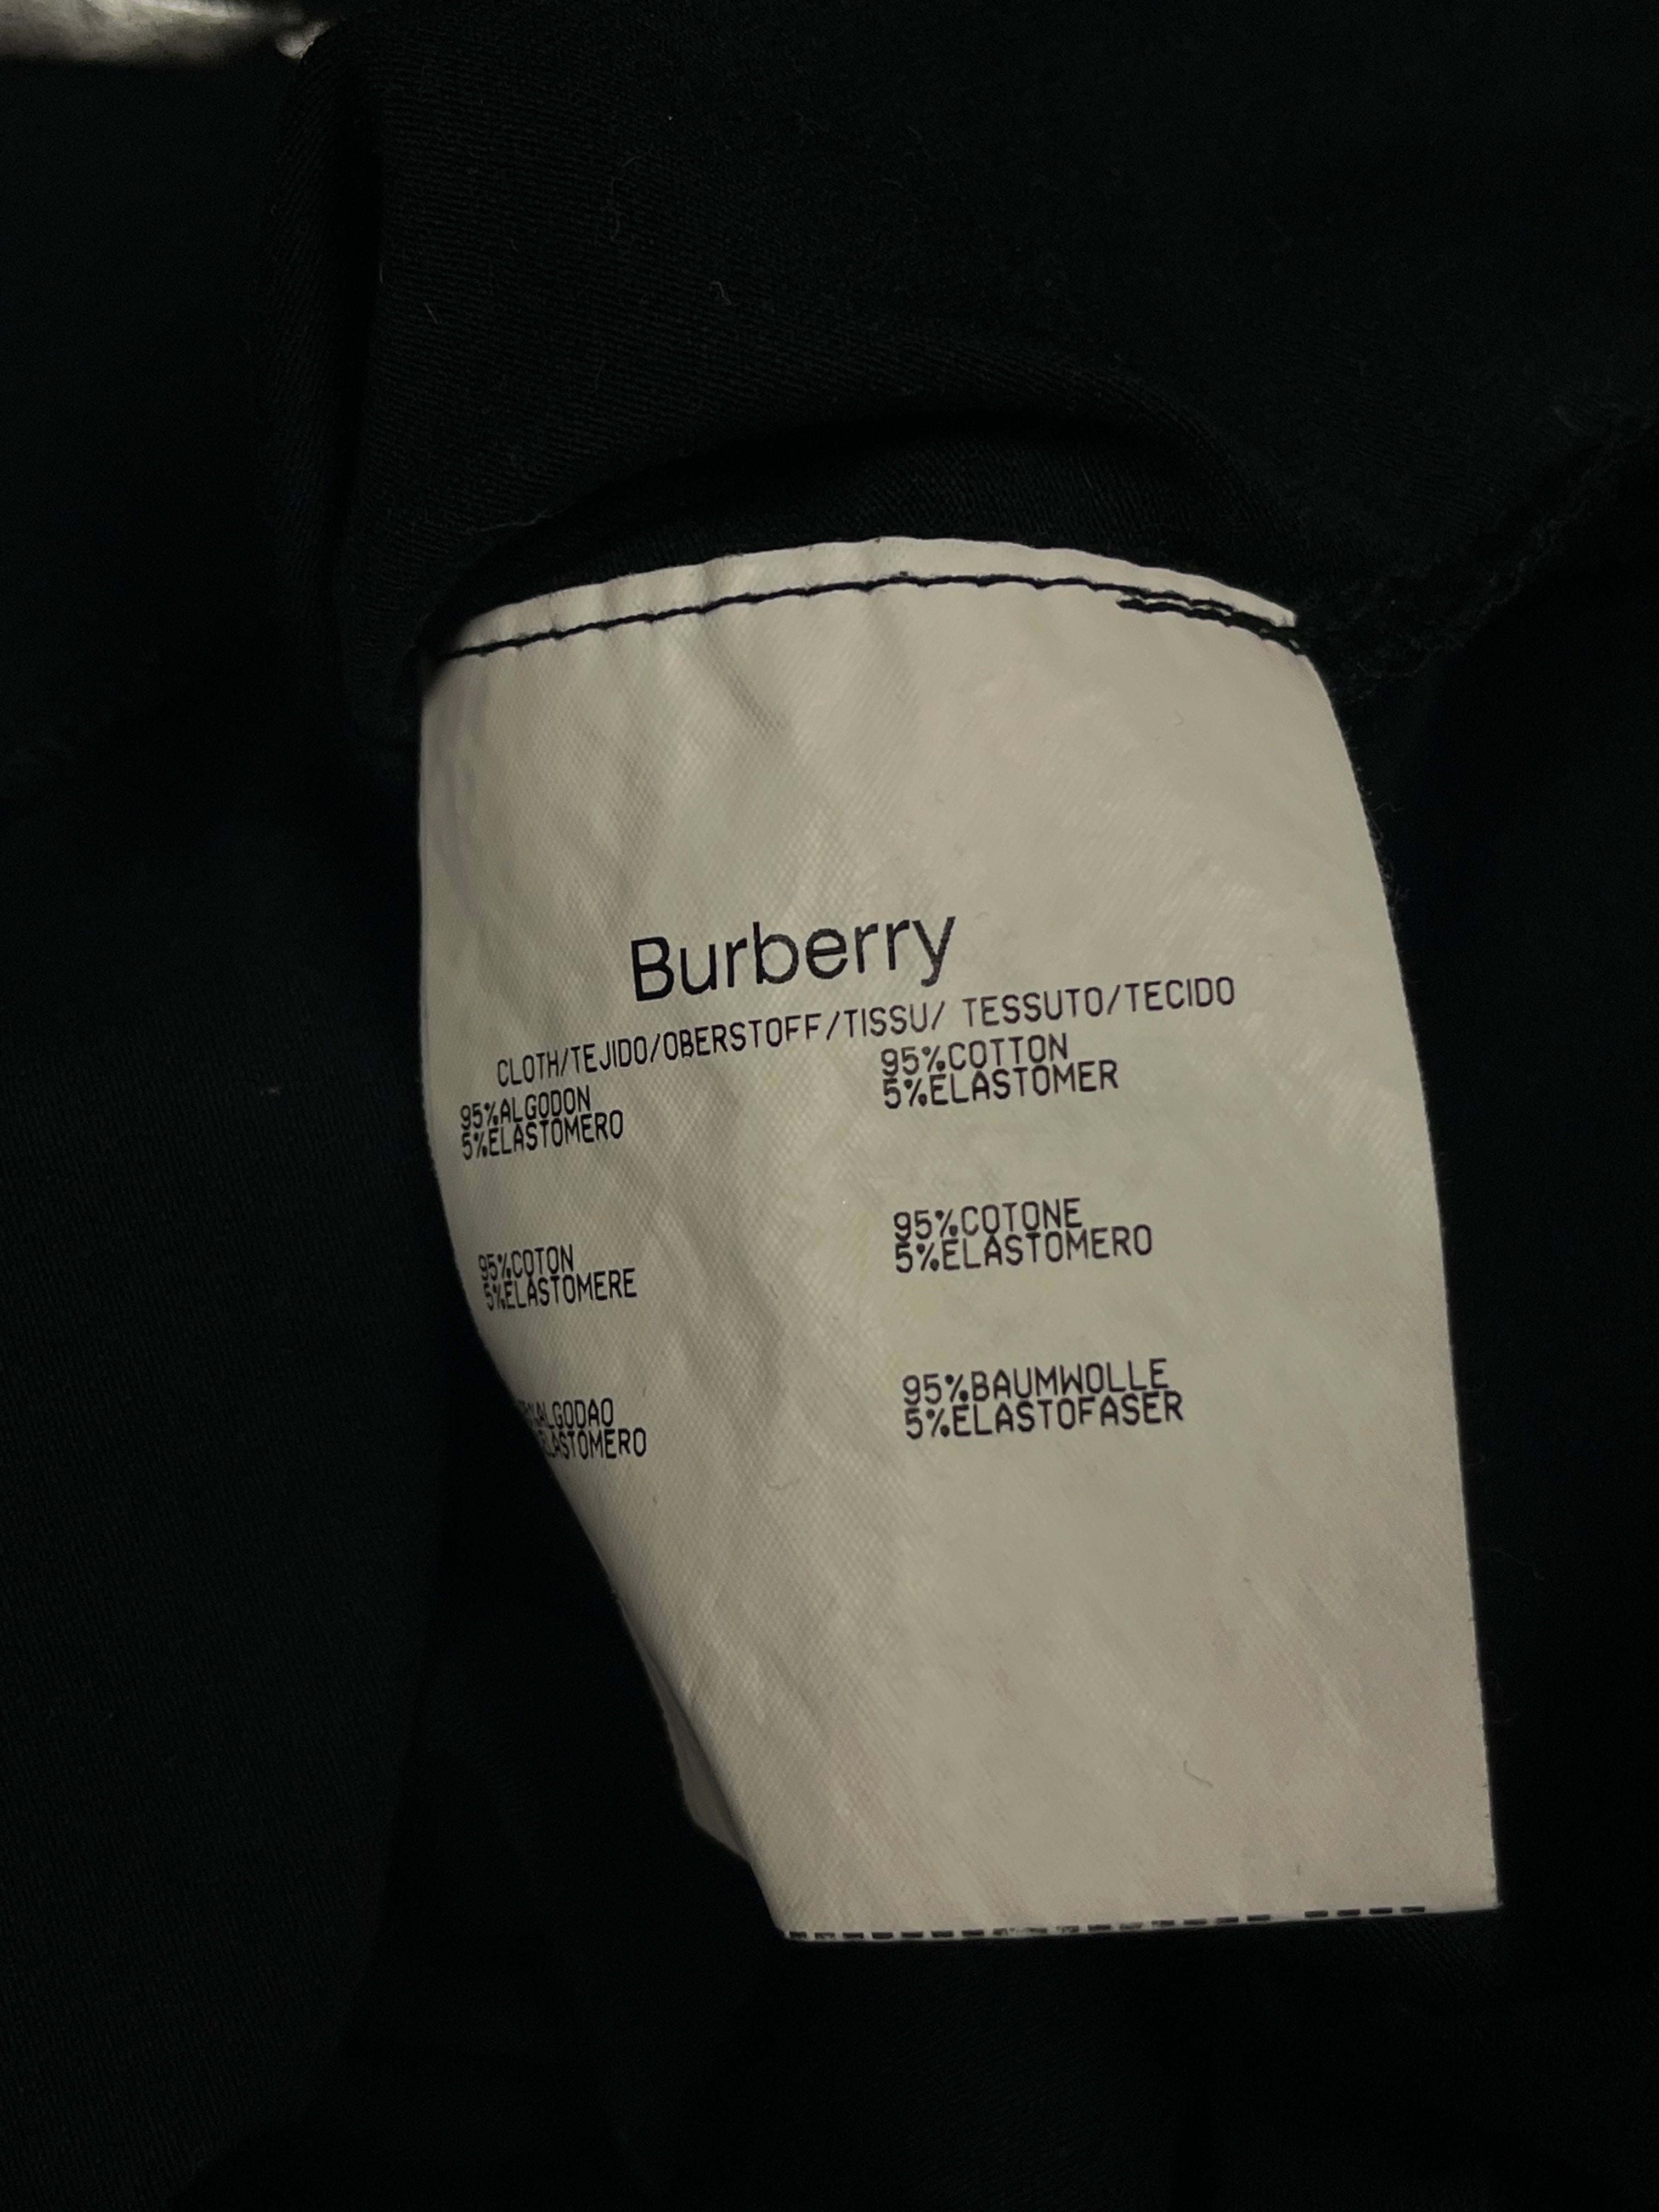 Burberry
CLOTH/TEJIDO/OBERSTOFF/TISSU/ TESSUTO/TECIDO
95%ALGODON
5%ELASTOMERO
95%COTTON
5%ELASTOMER
95%COTON
5%ELASTOMERE
95%COTONE
5%ELASTOMERO
ALGODAO
ELASTOMERO
95%BAUMWOLLE
5%ELASTOFASER